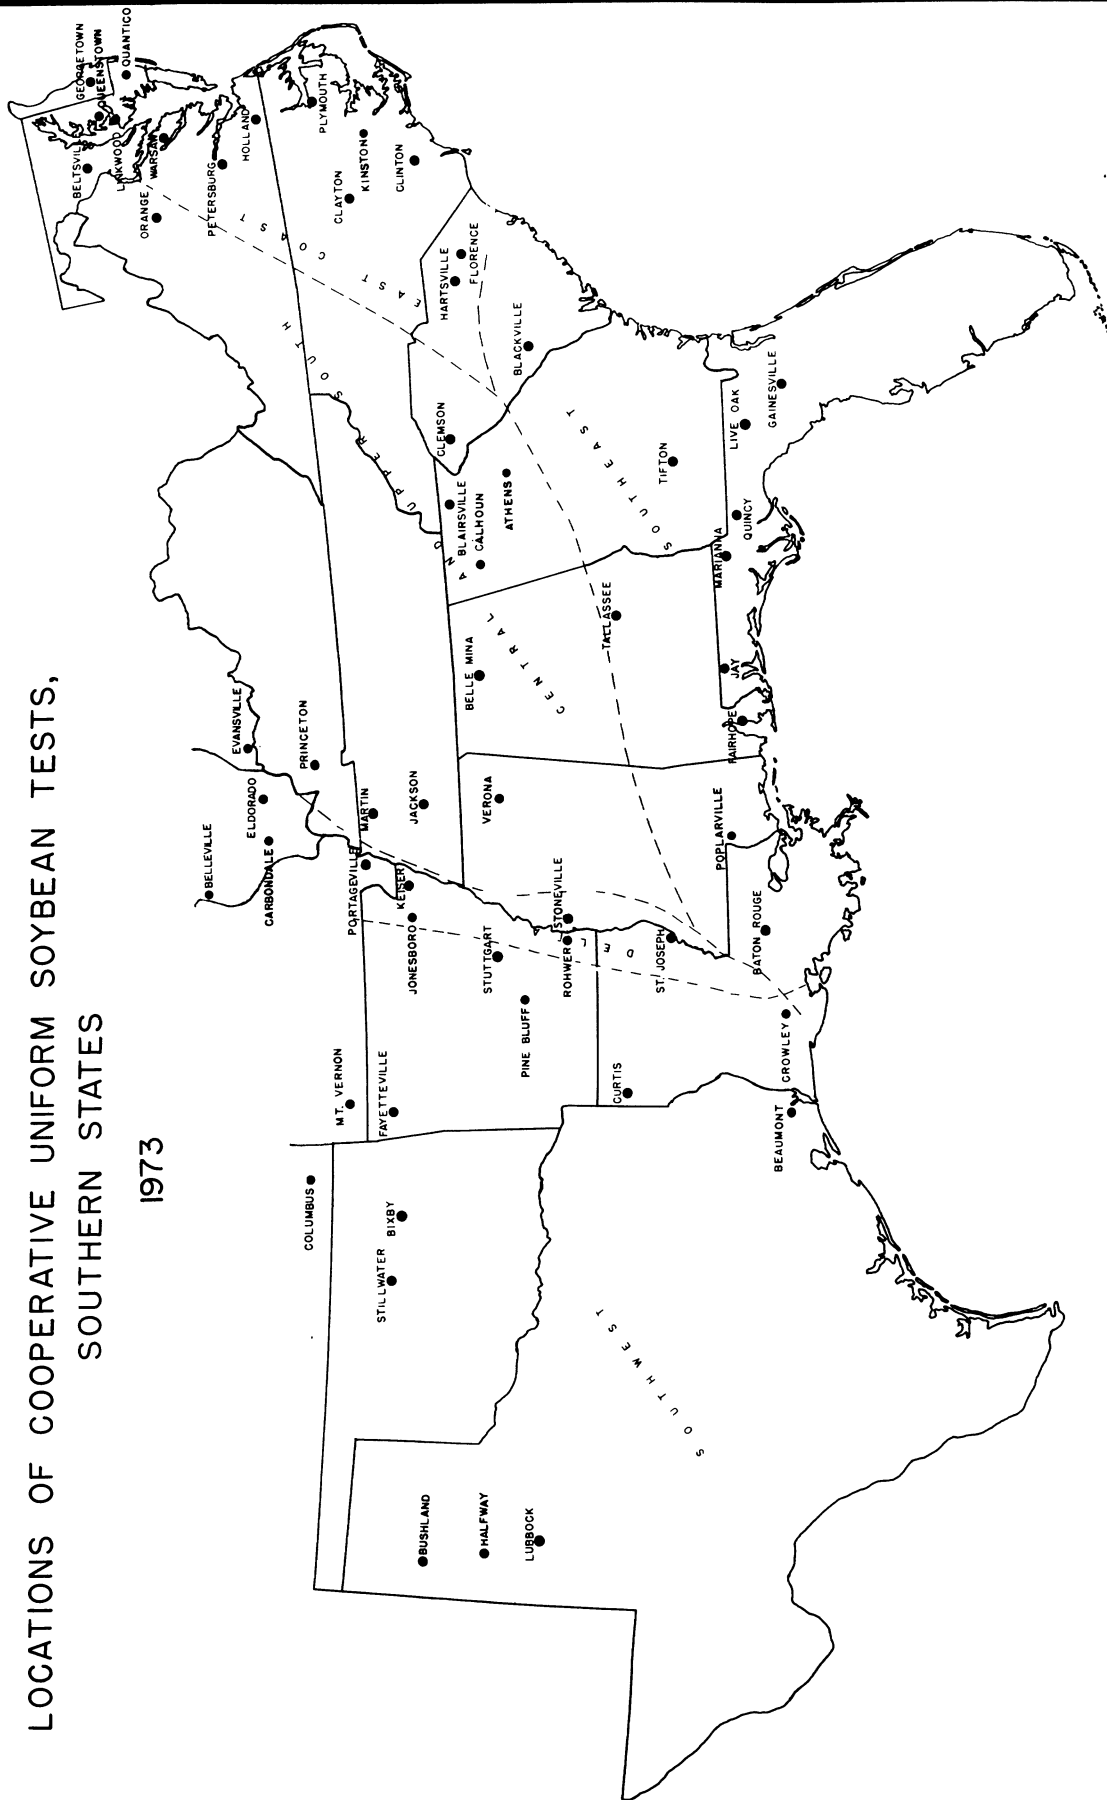 LOCATIONS OF COOPERATIVE UNIFORM SOYBEAN TESTS,
SOUTHERN STATES
1973
GEORGETOWN
QUEENSTOWN
QUANTICO
BELTSVILLE
LINKWOOD
WARSAW
ORANGE
PETERSBURG
HOLLAND
PLYMOUTH
CLAYTON
KINSTON
CLINTON
HARTSVILLE
FLORENCE
BLACKVILLE
CLEMSON
BLAIRSVILLE
CALHOUN
ATHENS
TIFTON
LIVE OAK
GAINESVILLE
QUINCY
MARIANNA
JAY
FAIRHOPE
TALLASSEE
BELLE MINA
EVANSVILLE
PRINCETON
ELDORADO
BELLEVILLE
CARBONDALE
MARTIN
JACKSON
VERONA
POPLARVILLE
PORTAGEVILLE
KEISER
JONESBORO
STUTTGART
STONEVILLE
ROHWER
ST. JOSEPH
BATON ROUGE
PINE BLUFF
CROWLEY
CURTIS
BEAUMONT
MT. VERNON
FAYETTEVILLE
COLUMBUS
BIXBY
STILLWATER
BUSHLAND
HALFWAY
LUBBOCK
UPPER CENTRAL AND SOUTH
EAST COAST
SOUTHEAST
DELTA
SOUTHWEST